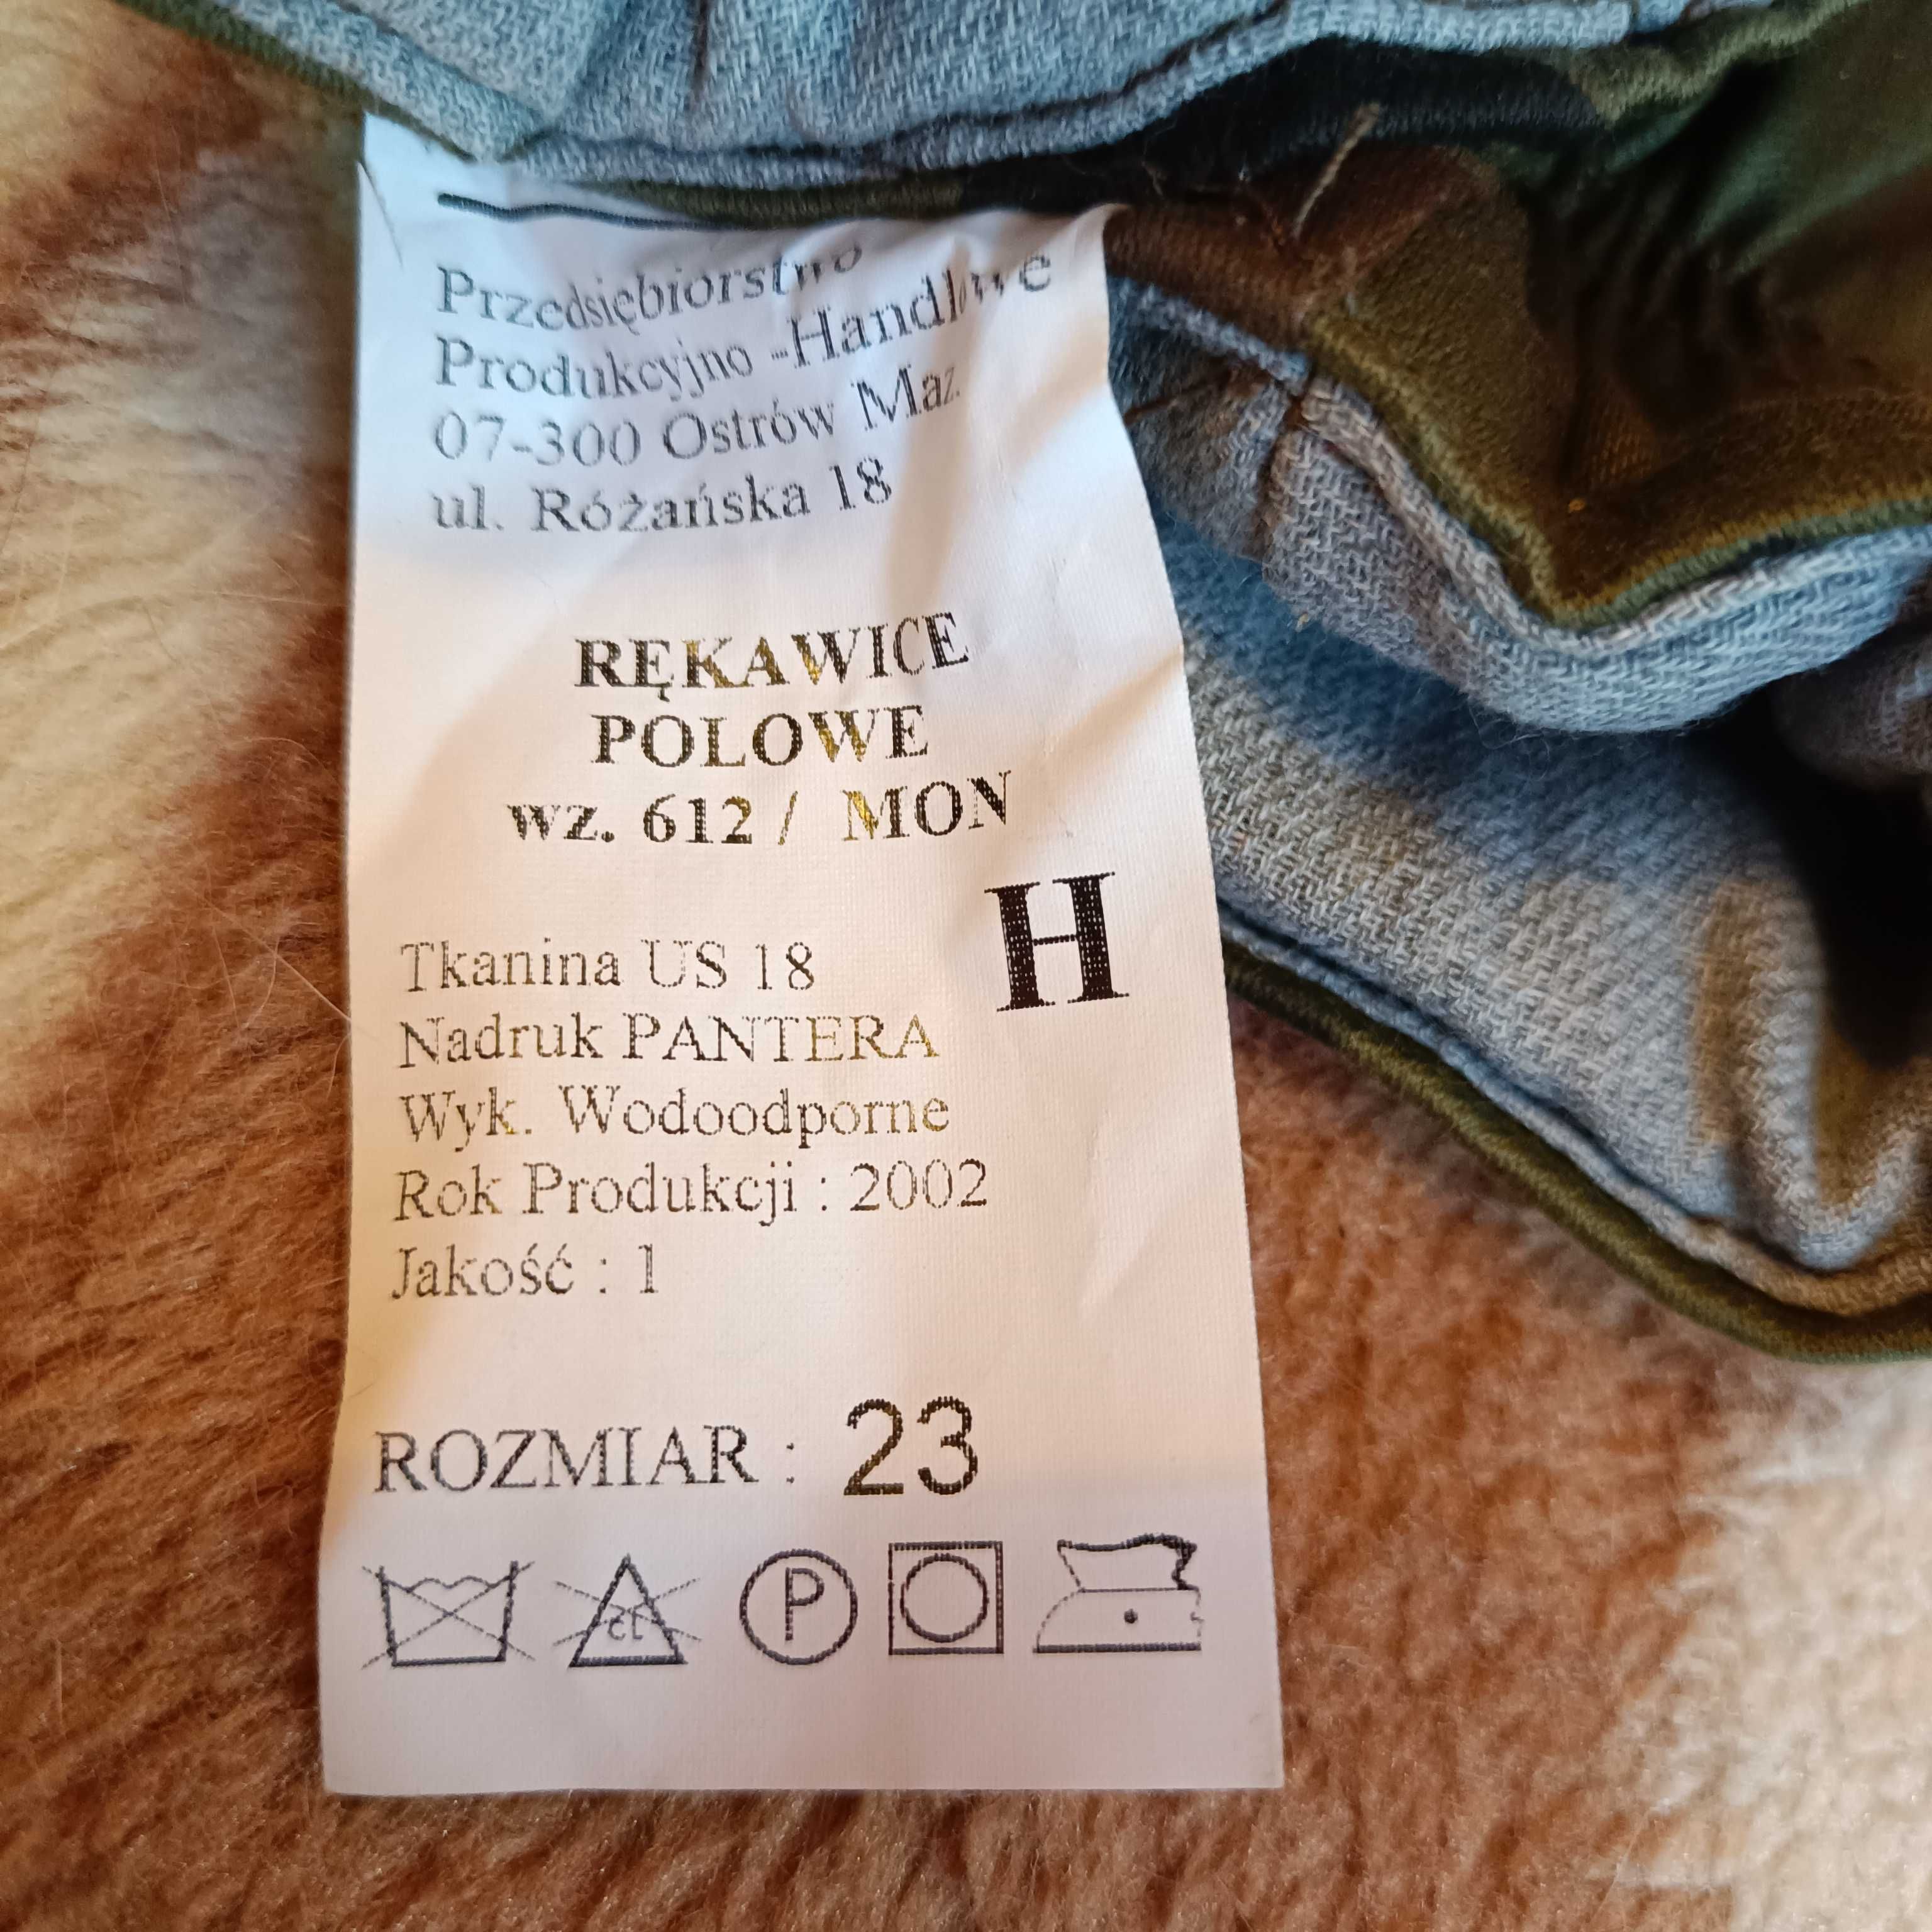 Przedsiębiorstwo
Produkcyjno -Handlowe
07-300 Ostrów Maz.
ul. Różańska 18
RĘKAWICE
POLOWE
wz. 612 / MON
H
Tkanina US 18
Nadruk PANTERA
Wyk. Wodoodporne
Rok Produkcji : 2002
Jakość : 1
ROZMIAR : 23
cl P